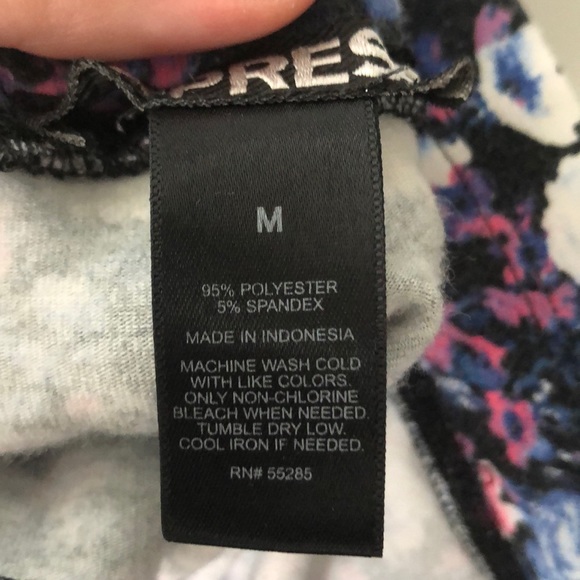 PRES
M
95% POLYESTER
5% SPANDEX
MADE IN INDONESIA
MACHINE WASH COLD
WITH LIKE COLORS.
ONLY NON-CHLORINE
BLEACH WHEN NEEDED.
TUMBLE DRY LOW.
COOL IRON IF NEEDED.
RN# 55285